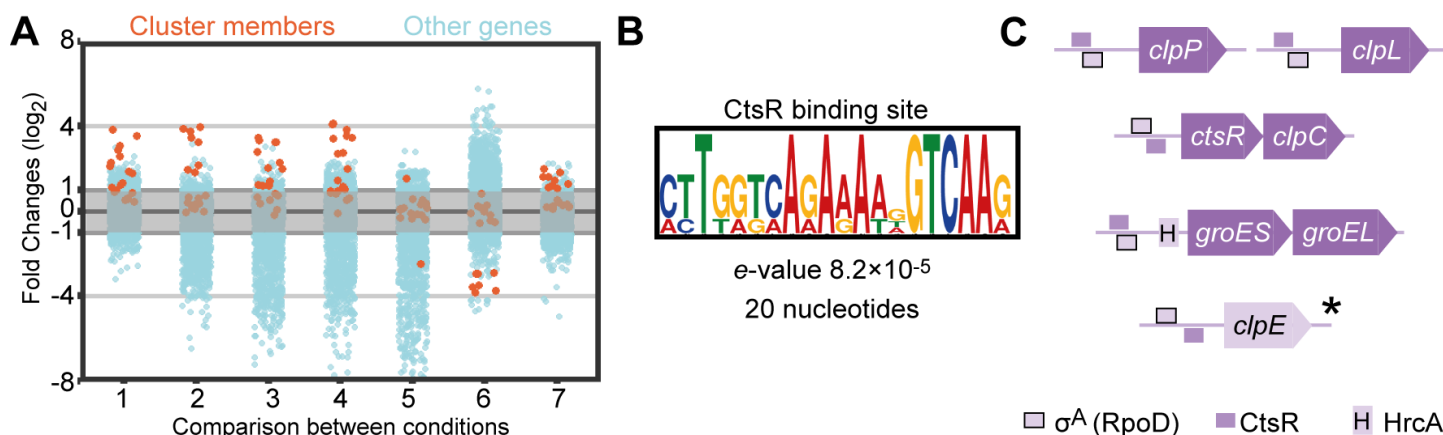 A
Cluster members
Other genes
Fold Changes (log2)
8
4
1
0
-1
-4
-8
1 2 3 4 5 6 7
Comparison between conditions
B
CtsR binding site
e-value 8.2×10-5
20 nucleotides
C
clpP clpL
ctsR clpC
H groES groEL
clpE *
σA (RpoD) CtsR H HrcA